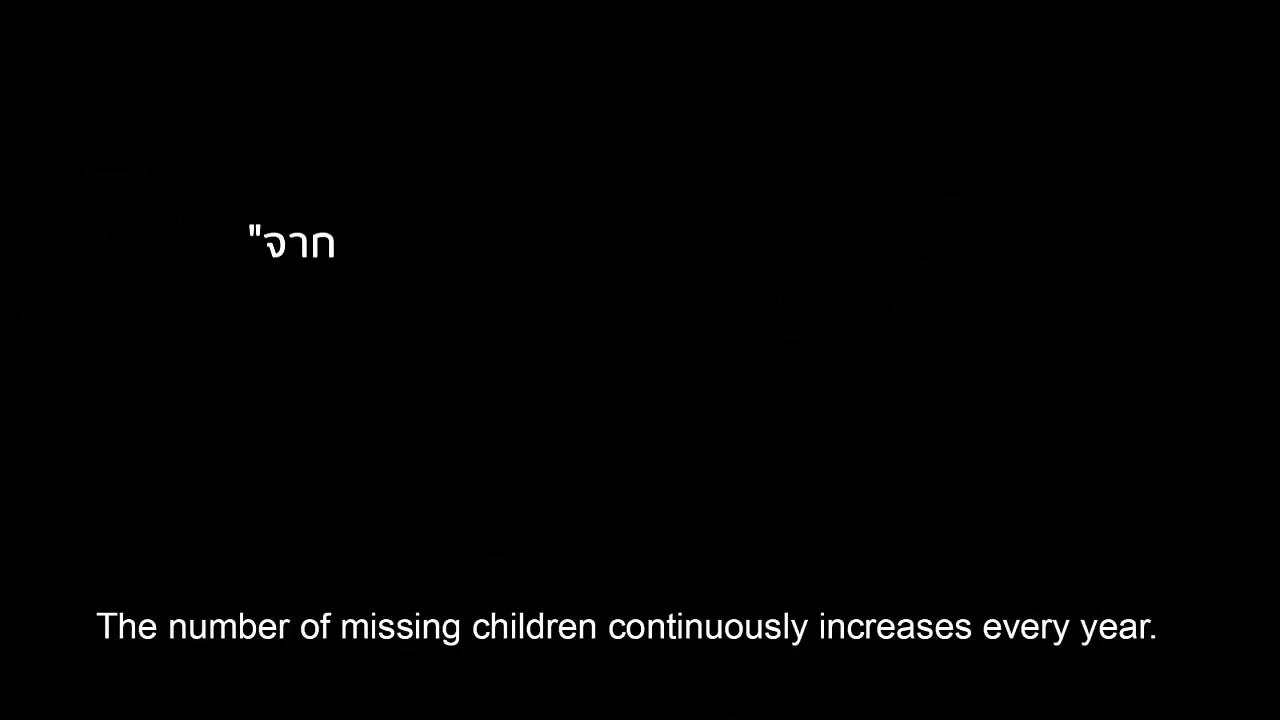 "จาก
The number of missing children continuously increases every year.